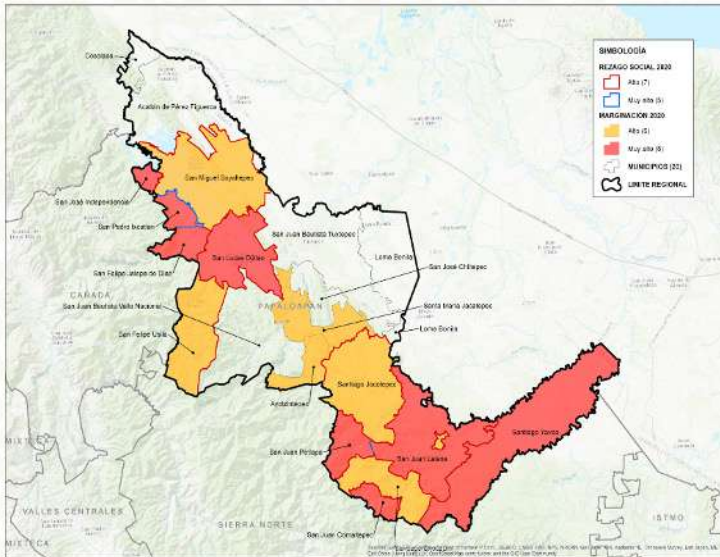 SIMBOLOGÍA
REZAGO SOCIAL 2020
Alto (7)
Muy alto (5)
MARGINACIÓN 2020
Alto (6)
Muy alto (8)
MUNICIPIOS (20)
LIMITE REGIONAL
Cosolapa
Acatlán de Pérez Figueroa
San Miguel Soyaltepec
San José Independencia
San Pedro Ixcatlán
San Juan Bautista Tuxtepec
Loma Bonita
San Lucas Ojitlán
San Felipe Jalapa de Díaz
San José Chiltepec
CAÑADA
San Juan Bautista Valle Nacional
PAPALOAPAN
Santa María Jacatepec
San Felipe Usila
Loma Bonita
Ayotzintepec
Santiago Jocotepec
Santiago Yaveo
MIXTECA
San Juan Petlapa
San Juan Lalana
VALLES CENTRALES
SIERRA NORTE
San Juan Comaltepec
ISTMO
MIXTECA